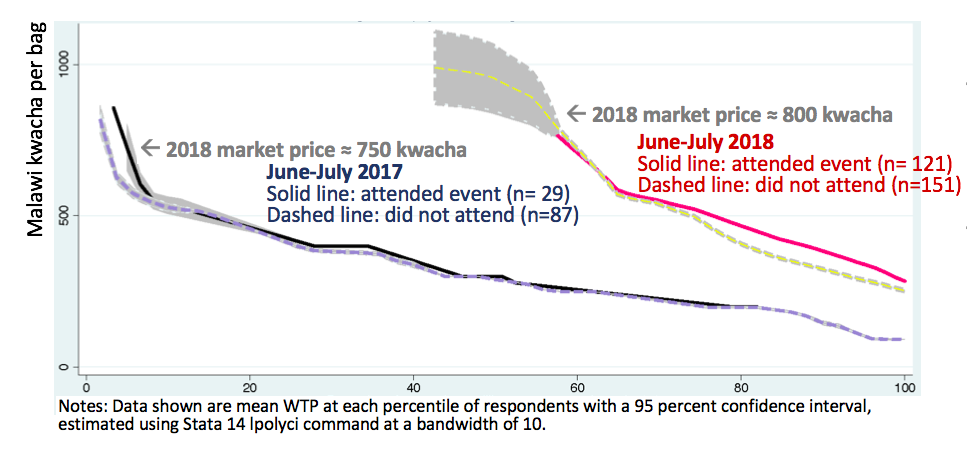 Malawi kwacha per bag
1000
500
0
← 2018 market price ≈ 800 kwacha
June-July 2018
Solid line: attended event (n= 121)
Dashed line: did not attend (n=151)
← 2018 market price ≈ 750 kwacha
June-July 2017
Solid line: attended event (n= 29)
Dashed line: did not attend (n=87)
0 20 40 60 80 100
Notes: Data shown are mean WTP at each percentile of respondents with a 95 percent confidence interval,
estimated using Stata 14 lpolyci command at a bandwidth of 10.